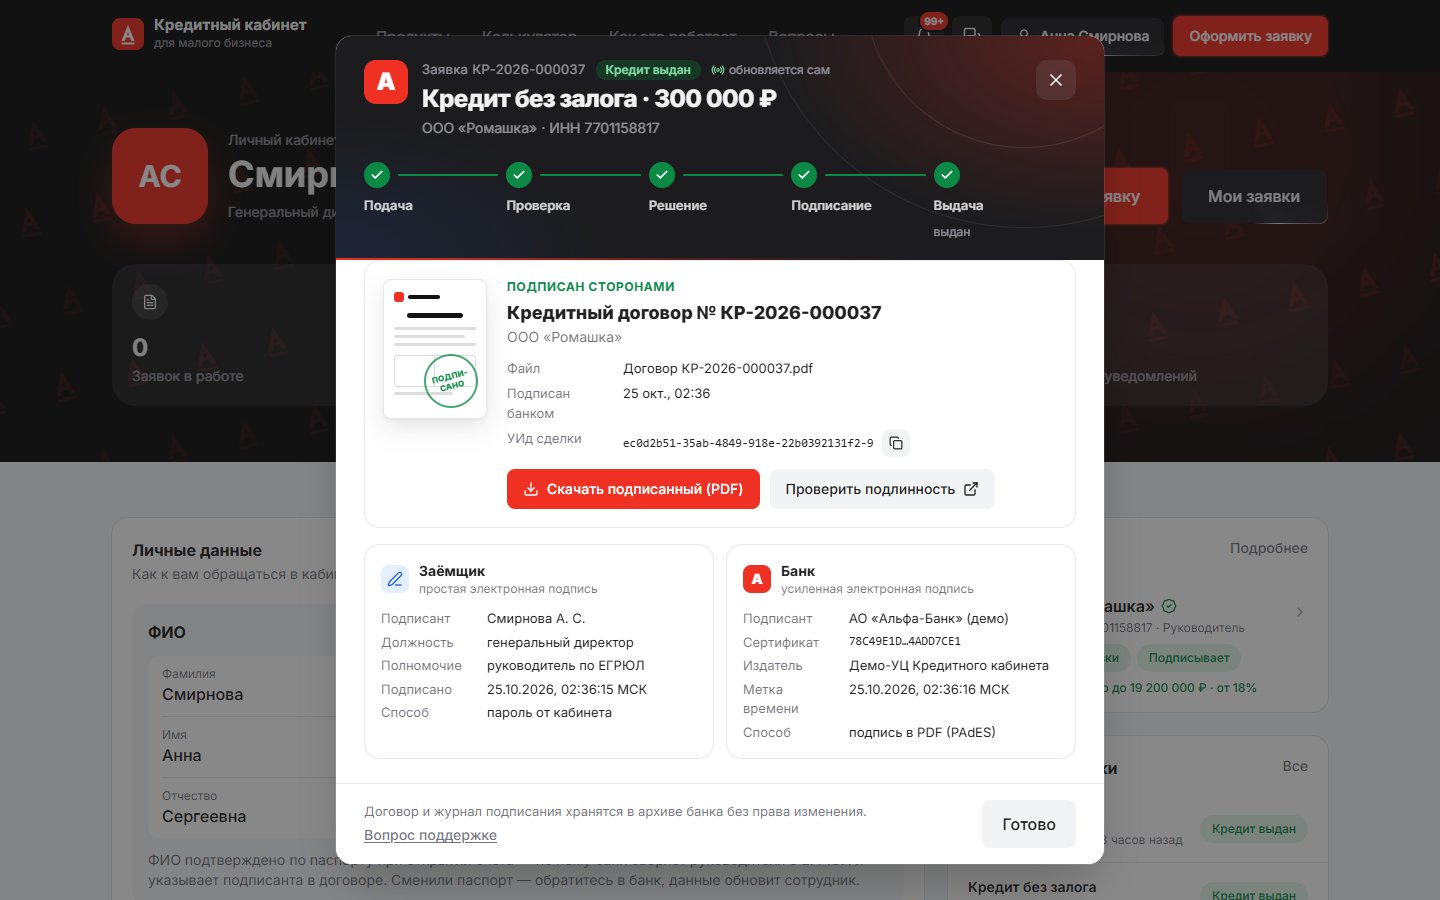 Кредитный кабинет
для малого бизнеса
99+
Анна Смирнова
Оформить заявку
Заявка КР-2026-000037
Кредит выдан
обновляется сам
Кредит без залога · 300 000 ₽
ООО «Ромашка» · ИНН 7701158817
Подача
Проверка
Решение
Подписание
Выдача
выдан
АС
Личный кабинет
Генеральный
Мои заявки
0
Заявок в работе
уведомлений
ПОДПИСАН СТОРОНАМИ
Кредитный договор № КР-2026-000037
ООО «Ромашка»
ПОДПИ-
САНО
Файл
Договор КР-2026-000037.pdf
Подписан банком
25 окт., 02:36
УИд сделки
ec0d2b51-35ab-4849-918e-22b0392131f2-9
Скачать подписанный (PDF)
Проверить подлинность
Заёмщик
простая электронная подпись
Подписант
Смирнова А. С.
Должность
генеральный директор
Полномочие
руководитель по ЕГРЮЛ
Подписано
25.10.2026, 02:36:15 МСК
Способ
пароль от кабинета
Банк
усиленная электронная подпись
Подписант
АО «Альфа-Банк» (демо)
Сертификат
78C49E1D…4ADD7CE1
Издатель
Демо-УЦ Кредитного кабинета
Метка времени
25.10.2026, 02:36:16 МСК
Способ
подпись в PDF (PAdES)
Договор и журнал подписания хранятся в архиве банка без права изменения.
Вопрос поддержке
Готово
Личные данные
Как к вам обращаться в
ФИО
Фамилия
Смирнова
Имя
Анна
Отчество
Сергеевна
ФИО подтверждено по
указывает подписанта в договоре. Сменили паспорт — обратитесь в банк, данные обновит сотрудник.
Подробнее
· Руководитель
Подписывает
до 19 200 000 ₽ · от 18%
Все
часов назад
Кредит выдан
Кредит без залога
Кредит выдан